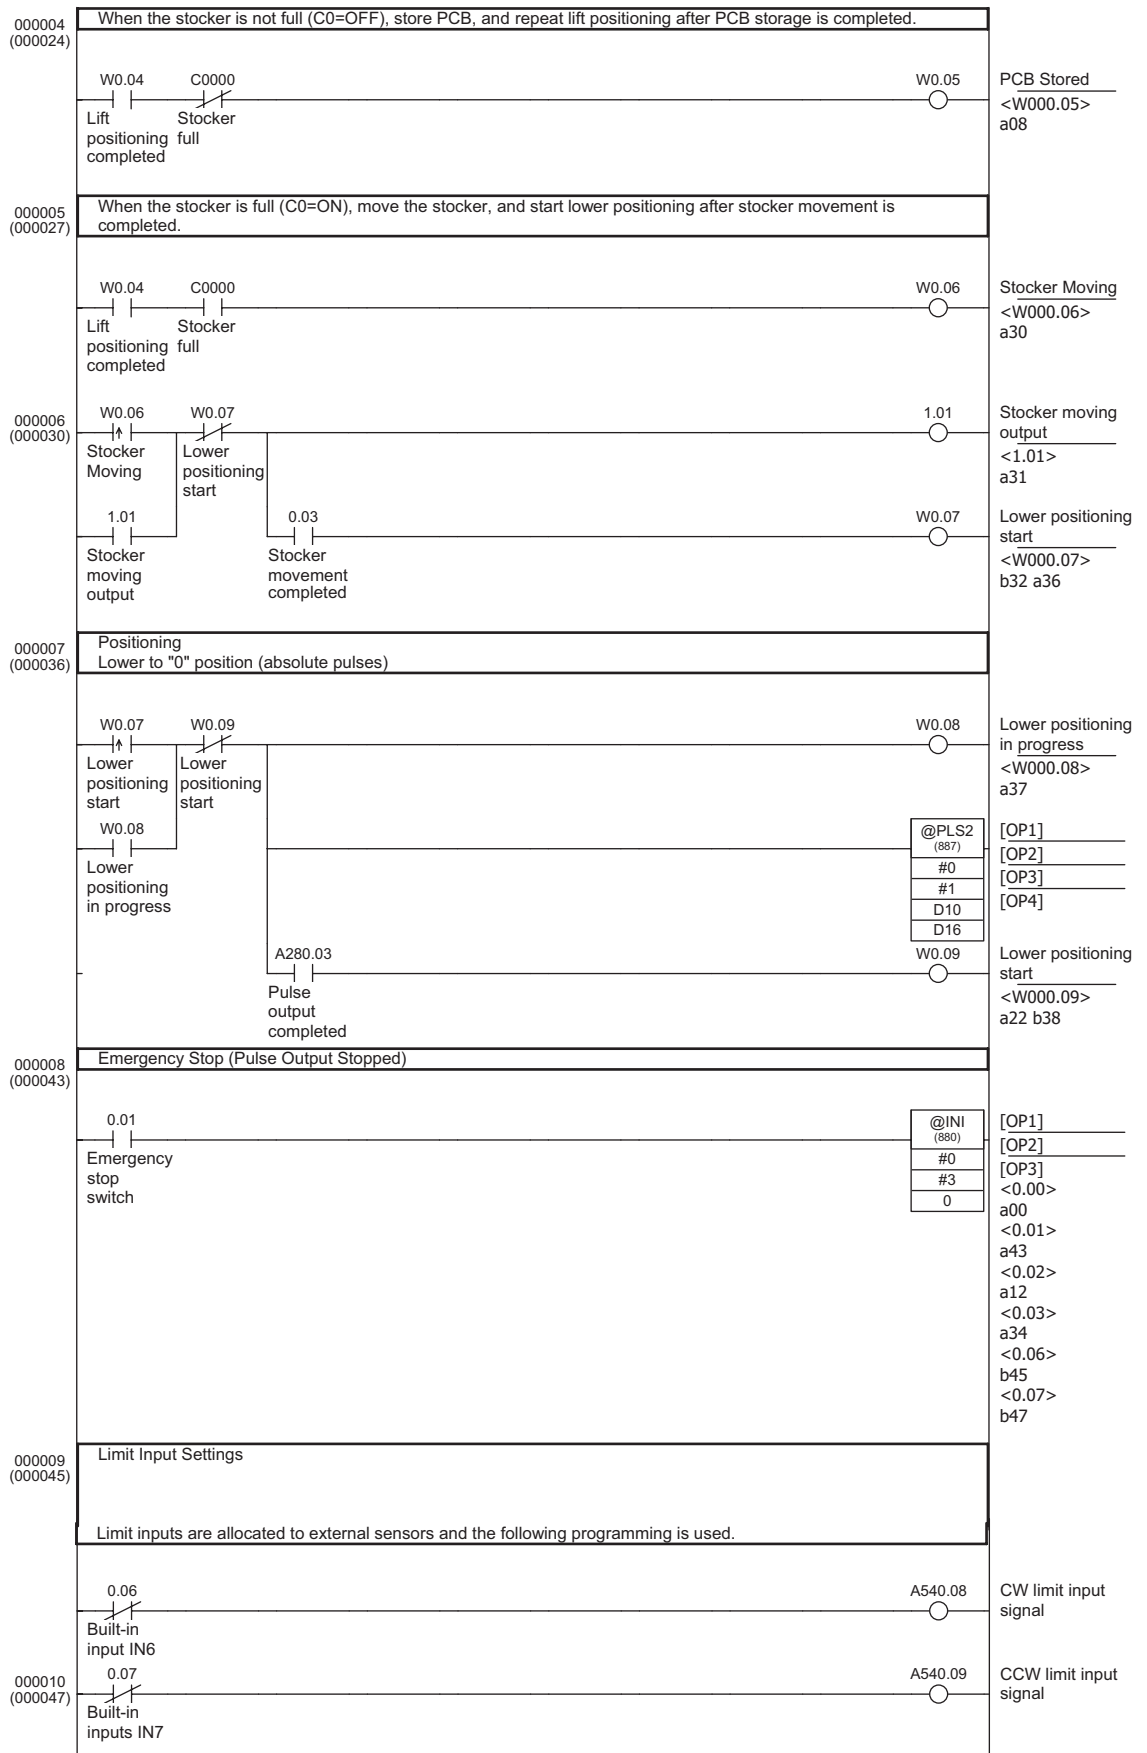 000004
(000024)
When the stocker is not full (C0=OFF), store PCB, and repeat lift positioning after PCB storage is completed.
W0.04 C0000 W0.05 PCB Stored
Lift Stocker <W000.05>
positioning full a08
completed
000005
(000027)
When the stocker is full (C0=ON), move the stocker, and start lower positioning after stocker movement is
completed.
W0.04 C0000 W0.06 Stocker Moving
Lift Stocker <W000.06>
positioning full a30
completed
000006
(000030)
W0.06 W0.07 1.01 Stocker moving
output
Stocker Lower <1.01>
Moving positioning a31
start
1.01 0.03 W0.07 Lower positioning
start
Stocker Stocker <W000.07>
moving movement b32 a36
output completed
000007
(000036)
Positioning
Lower to "0" position (absolute pulses)
W0.07 W0.09 W0.08 Lower positioning
in progress
Lower Lower <W000.08>
positioning positioning a37
start start
W0.08 @PLS2 [OP1]
(887) [OP2]
Lower #0 [OP3]
positioning #1 [OP4]
in progress D10
D16
A280.03 W0.09 Lower positioning
start
Pulse <W000.09>
output a22 b38
completed
000008
(000043)
Emergency Stop (Pulse Output Stopped)
0.01 @INI [OP1]
(880) [OP2]
Emergency #0 [OP3]
stop #3 <0.00>
switch 0 a00
<0.01>
a43
<0.02>
a12
<0.03>
a34
<0.06>
b45
<0.07>
b47
000009
(000045)
Limit Input Settings
Limit inputs are allocated to external sensors and the following programming is used.
0.06 A540.08 CW limit input
signal
Built-in
input IN6
000010
(000047)
0.07 A540.09 CCW limit input
signal
Built-in
inputs IN7